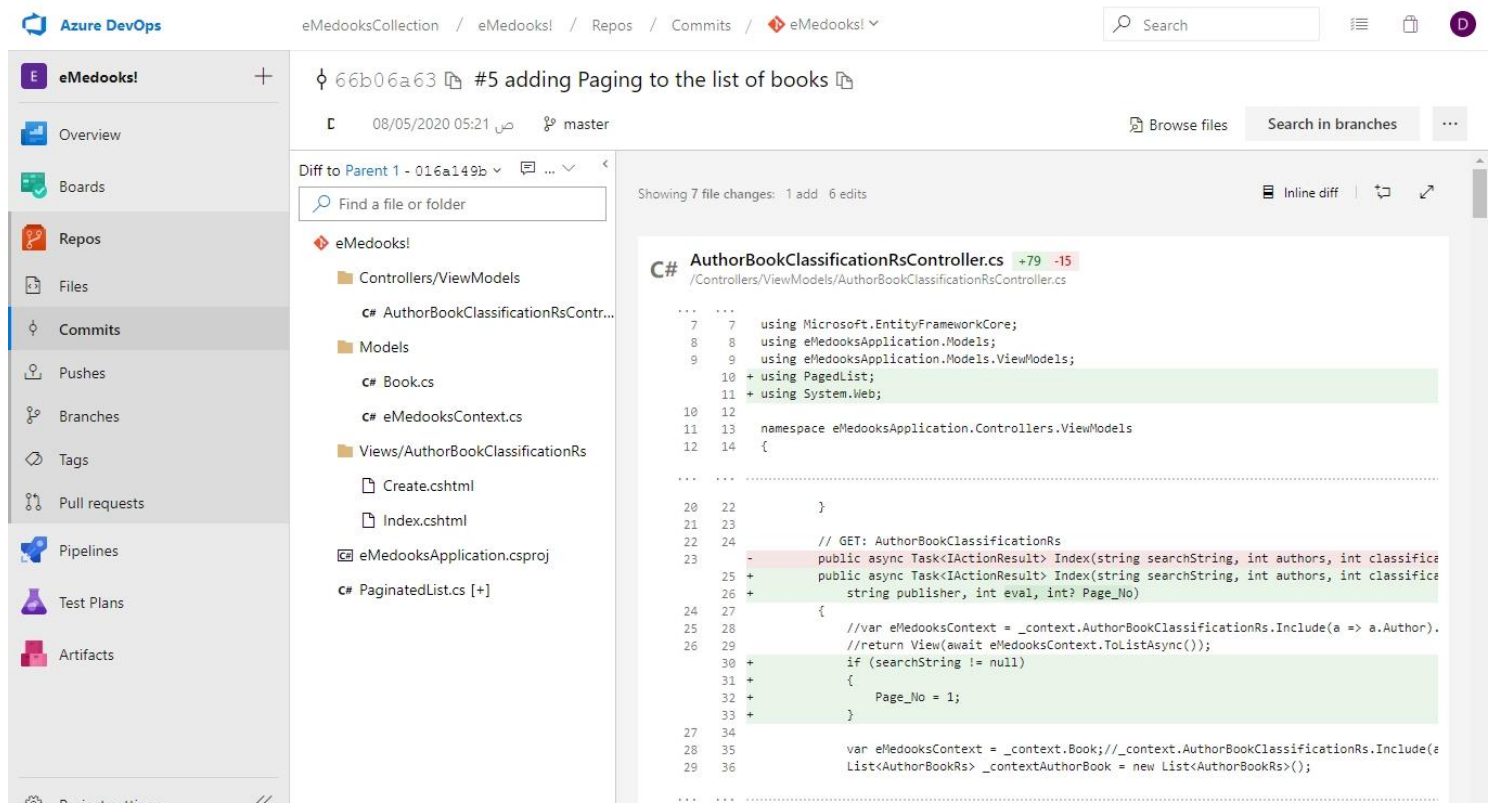 Azure DevOps
eMedooksCollection / eMedooks! / Repos / Commits / eMedooks!
Search
D
E eMedooks!
66b06a63 #5 adding Paging to the list of books
08/05/2020 05:21 ص master
Browse files
Search in branches
...
Overview
Boards
Repos
Files
Commits
Pushes
Branches
Tags
Pull requests
Pipelines
Test Plans
Artifacts
Diff to Parent 1 - 016a149b ...
Find a file or folder
eMedooks!
Controllers/ViewModels
C# AuthorBookClassificationRsContr...
Models
C# Book.cs
C# eMedooksContext.cs
Views/AuthorBookClassificationRs
Create.cshtml
Index.cshtml
C# eMedooksApplication.csproj
C# PaginatedList.cs [+]
Showing 7 file changes: 1 add 6 edits
Inline diff
C# AuthorBookClassificationRsController.cs +79 -15
/Controllers/ViewModels/AuthorBookClassificationRsController.cs
... ...
7 7 using Microsoft.EntityFrameworkCore;
8 8 using eMedooksApplication.Models;
9 9 using eMedooksApplication.Models.ViewModels;
10 + using PagedList;
11 + using System.Web;
10 12
11 13 namespace eMedooksApplication.Controllers.ViewModels
12 14 {
... ...
20 22 }
21 23
22 24 // GET: AuthorBookClassificationRs
23 - public async Task<IActionResult> Index(string searchString, int authors, int classifica
25 + public async Task<IActionResult> Index(string searchString, int authors, int classifica
26 + string publisher, int eval, int? Page_No)
24 27 {
25 28 //var eMedooksContext = _context.AuthorBookClassificationRs.Include(a => a.Author).
26 29 //return View(await eMedooksContext.ToListAsync());
30 + if (searchString != null)
31 + {
32 + Page_No = 1;
33 + }
27 34
28 35 var eMedooksContext = _context.Book;//_context.AuthorBookClassificationRs.Include(a
29 36 List<AuthorBookRs> _contextAuthorBook = new List<AuthorBookRs>();
... ...